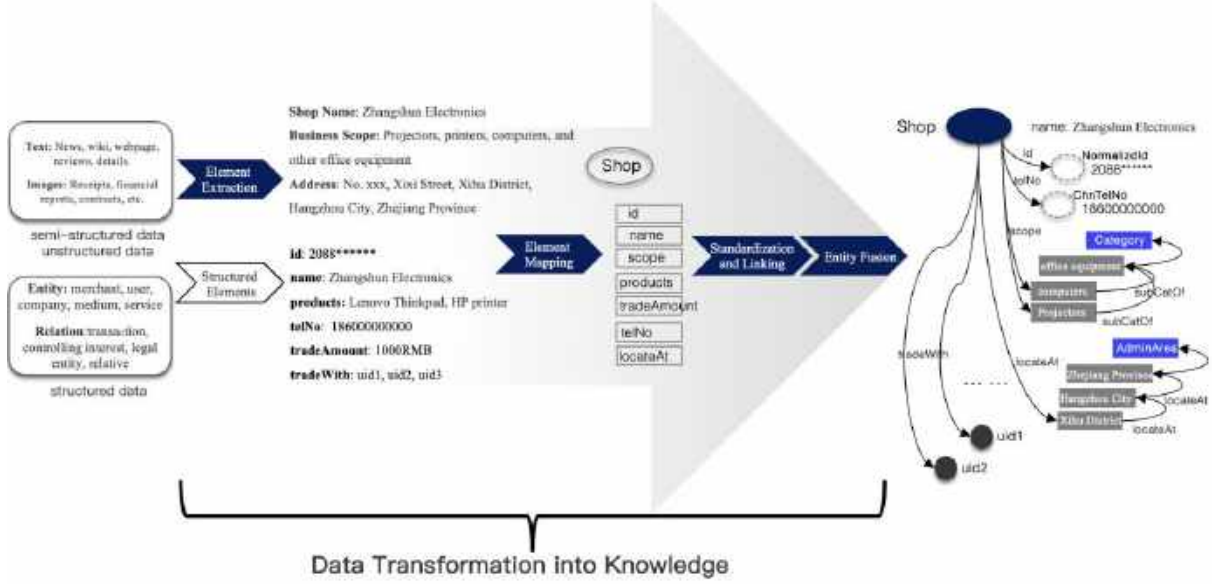 Text: News, wiki, webpage,
reviews, details.
Images: Receipts, financial
reports, contracts, etc.
semi-structured data
unstructured data
Entity: merchant, user,
company, medium, service
Relation: transaction,
controlling interest, legal
entity, relative
structured data
Element
Extraction
Structured
Elements
Shop Name: Zhangshun Electronics
Business Scope: Projectors, printers, computers, and
other office equipment
Address: No. xxx, Xixi Street, Xihu District,
Hangzhou City, Zhejiang Province
id: 2088******
name: Zhangshun Electronics
products: Lenovo Thinkpad, HP printer
telNo: 186000000000
tradeAmount: 1000RMB
tradeWith: uid1, uid2, uid3
Element
Mapping
Shop
id
name
scope
products
tradeAmount
telNo
locateAt
Standardization
and Linking
Entity Fusion
Shop
name: Zhangshun Electronics
id
NormalizdId
2086******
telNo
ChnTelNo
18600000000
scope
Category
office equipment
computers
subCatOf
Projectors
subCatOf
AdminArea
tradeWith
locateAt
Zhejiang Province
... ...
Hangzhou City
locateAt
Xihu District
locateAt
uid1
uid2
Data Transformation into Knowledge